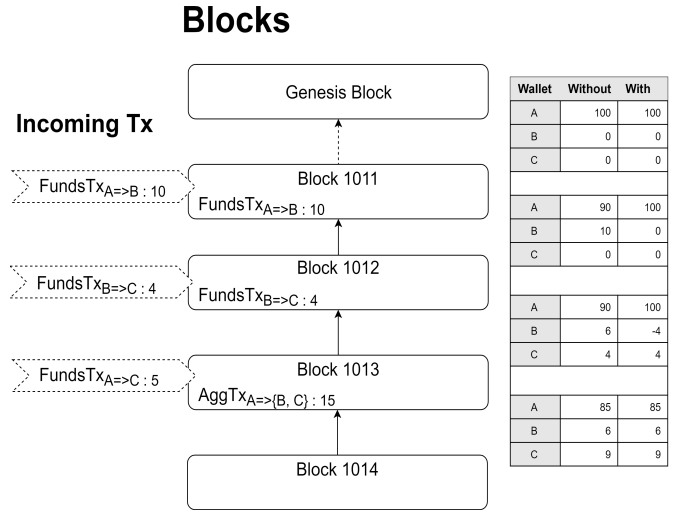 Blocks
Incoming Tx
Genesis Block
FundsTxA=>B : 10
Block 1011
FundsTxA=>B : 10
FundsTxB=>C : 4
Block 1012
FundsTxB=>C : 4
FundsTxA=>C : 5
Block 1013
AggTxA=>{B, C} : 15
Block 1014
Wallet Without With
A 100 100
B 0 0
C 0 0
A 90 100
B 10 0
C 0 0
A 90 100
B 6 -4
C 4 4
A 85 85
B 6 6
C 9 9